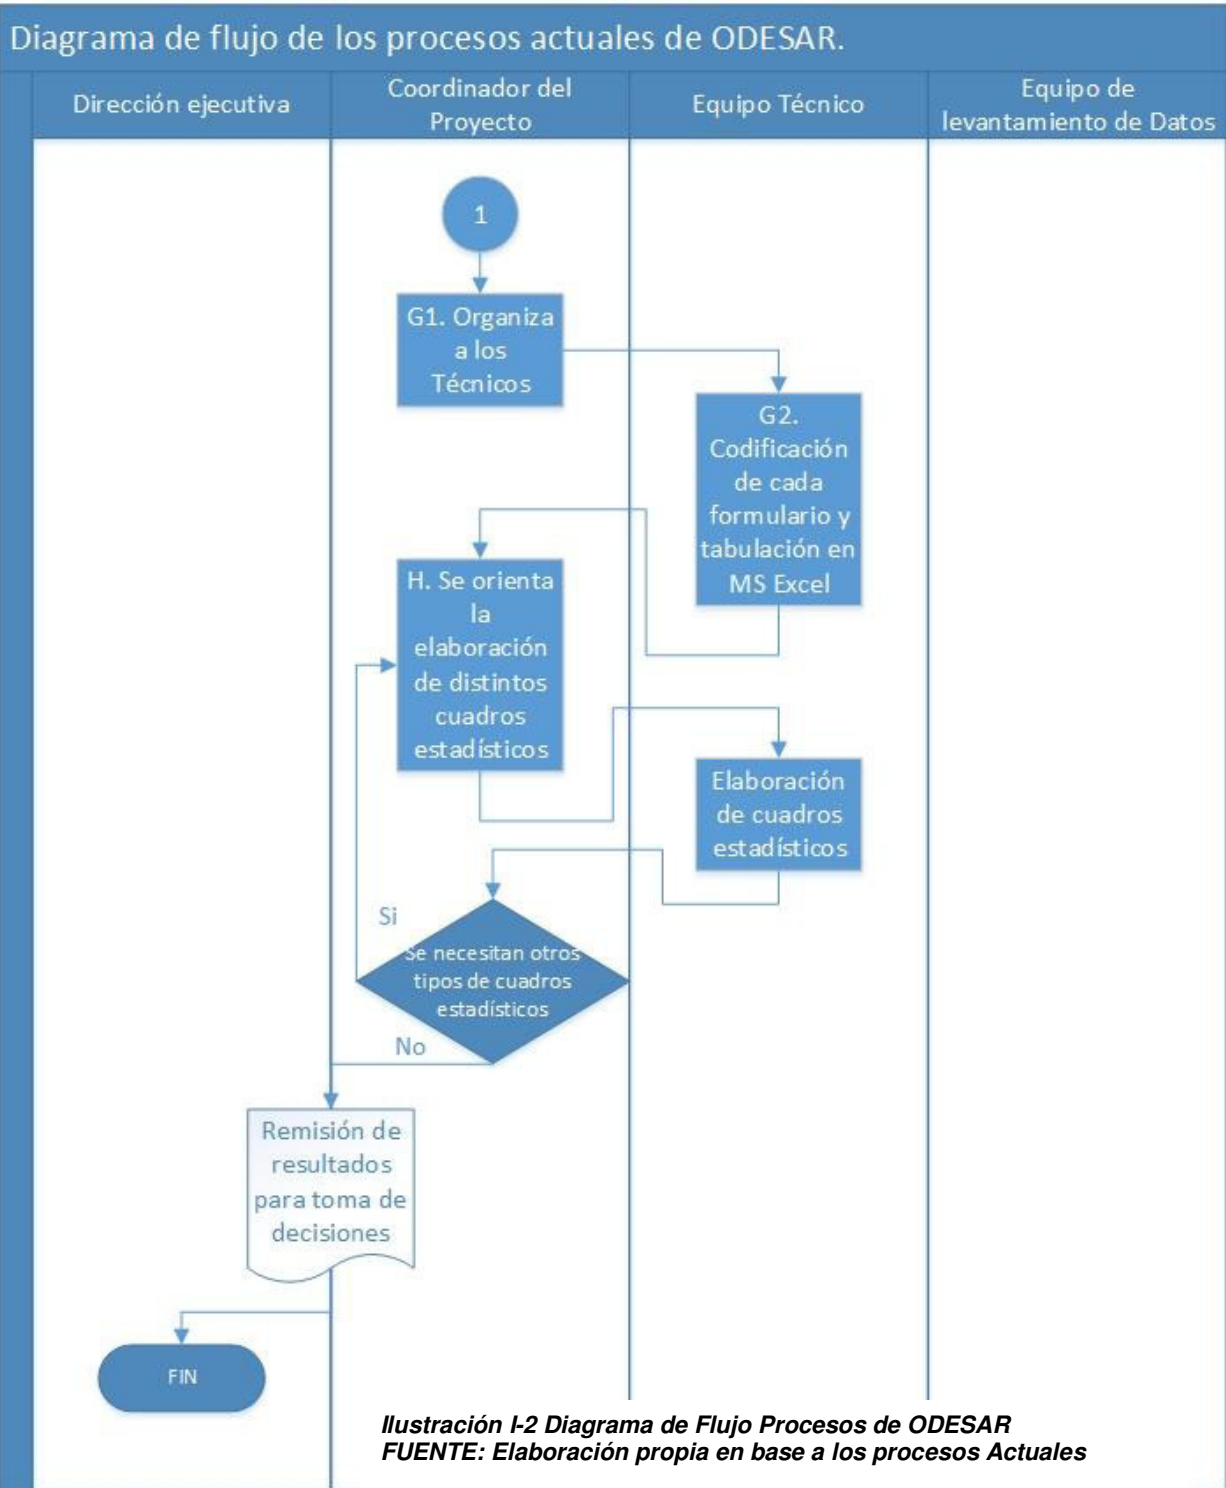 Diagrama de flujo de los procesos actuales de ODESAR.
Dirección ejecutiva
Coordinador del
Proyecto
Equipo Técnico
Equipo de
levantamiento de Datos
1
G1. Organiza
a los
Técnicos
G2.
Codificación
de cada
formulario y
tabulación en
MS Excel
H. Se orienta
la
elaboración
de distintos
cuadros
estadísticos
Elaboración
de cuadros
estadísticos
Si
Se necesitan otros
tipos de cuadros
estadísticos
No
Remisión de
resultados
para toma de
decisiones
FIN
Ilustración I-2 Diagrama de Flujo Procesos de ODESAR
FUENTE: Elaboración propia en base a los procesos Actuales